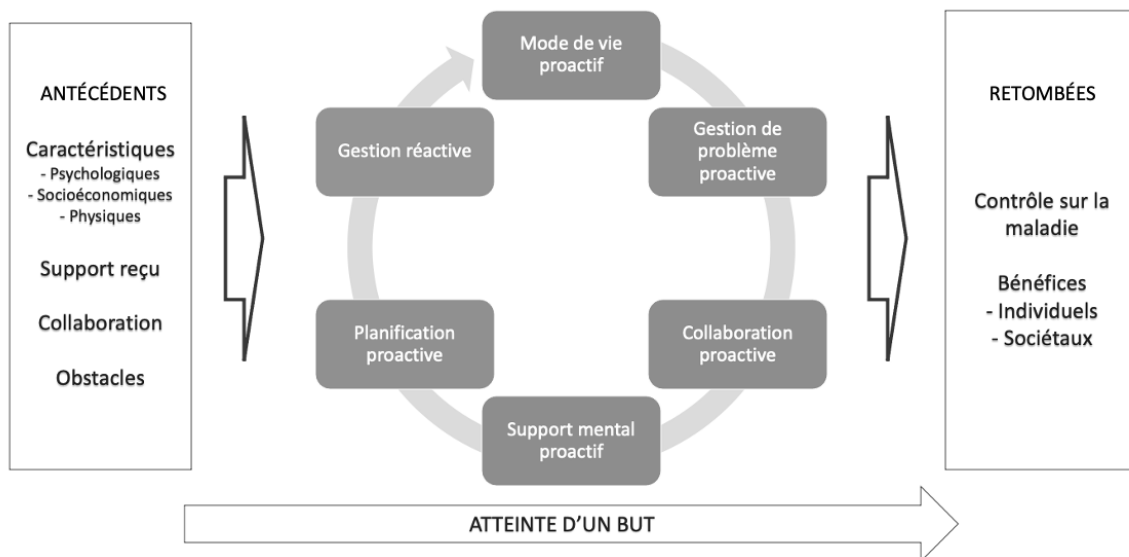 ANTÉCÉDENTS
Caractéristiques
- Psychologiques
- Socioéconomiques
- Physiques
Support reçu
Collaboration
Obstacles
Mode de vie
proactif
Gestion de
problème
proactive
Collaboration
proactive
Support mental
proactif
Planification
proactive
Gestion réactive
RETOMBÉES
Contrôle sur la
maladie
Bénéfices
- Individuels
- Sociétaux
ATTEINTE D'UN BUT